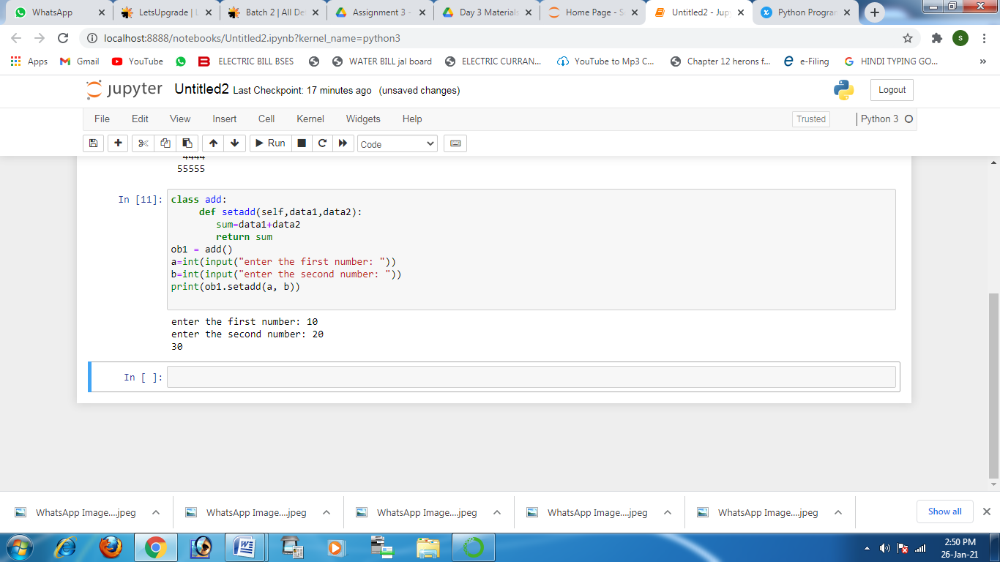 WhatsApp
LetsUpgrade | L
Batch 2 | All De
Assignment 3 -
Day 3 Materials
Home Page - S
Untitled2 - Jup
Python Program
localhost:8888/notebooks/Untitled2.ipynb?kernel_name=python3
S
Apps
Gmail
YouTube
B
ELECTRIC BILL BSES
WATER BILL jal board
ELECTRIC CURRAN...
YouTube to Mp3 C...
Chapter 12 herons f...
e-Filing
HINDI TYPING GO...
»
jupyter Untitled2 Last Checkpoint: 17 minutes ago (unsaved changes)
Logout
File Edit View Insert Cell Kernel Widgets Help
Trusted
Python 3
Run
Code
4444
55555
In [11]:
class add:
     def setadd(self,data1,data2):
        sum=data1+data2
        return sum
ob1 = add()
a=int(input("enter the first number: "))
b=int(input("enter the second number: "))
print(ob1.setadd(a, b))
enter the first number: 10
enter the second number: 20
30
In [ ]:
WhatsApp Image....jpeg
WhatsApp Image....jpeg
WhatsApp Image....jpeg
WhatsApp Image....jpeg
WhatsApp Image....jpeg
Show all
2:50 PM
26-Jan-21